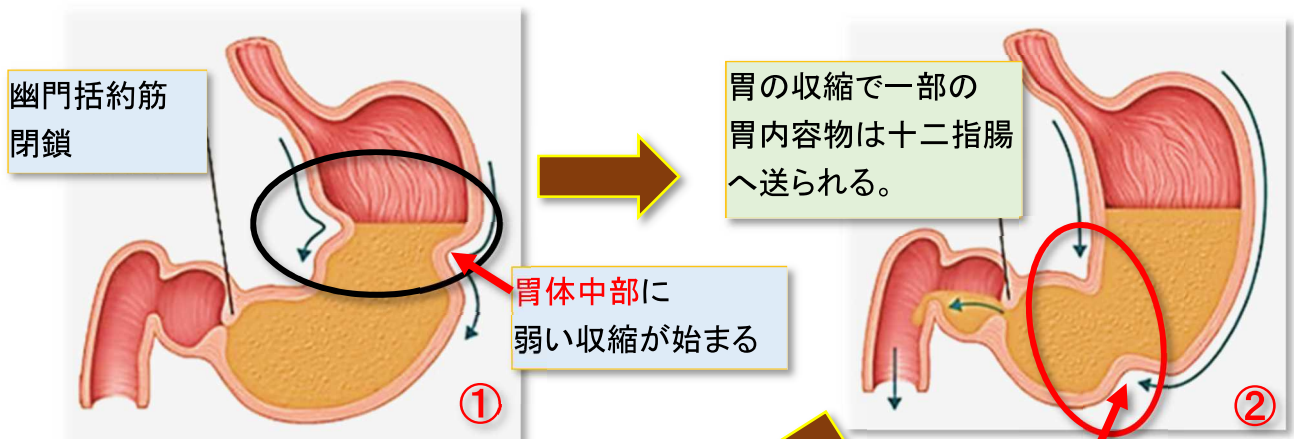 幽門括約筋
閉鎖
胃の収縮で一部の
胃内容物は十二指腸
へ送られる。
胃体中部に
弱い収縮が始まる
①
②